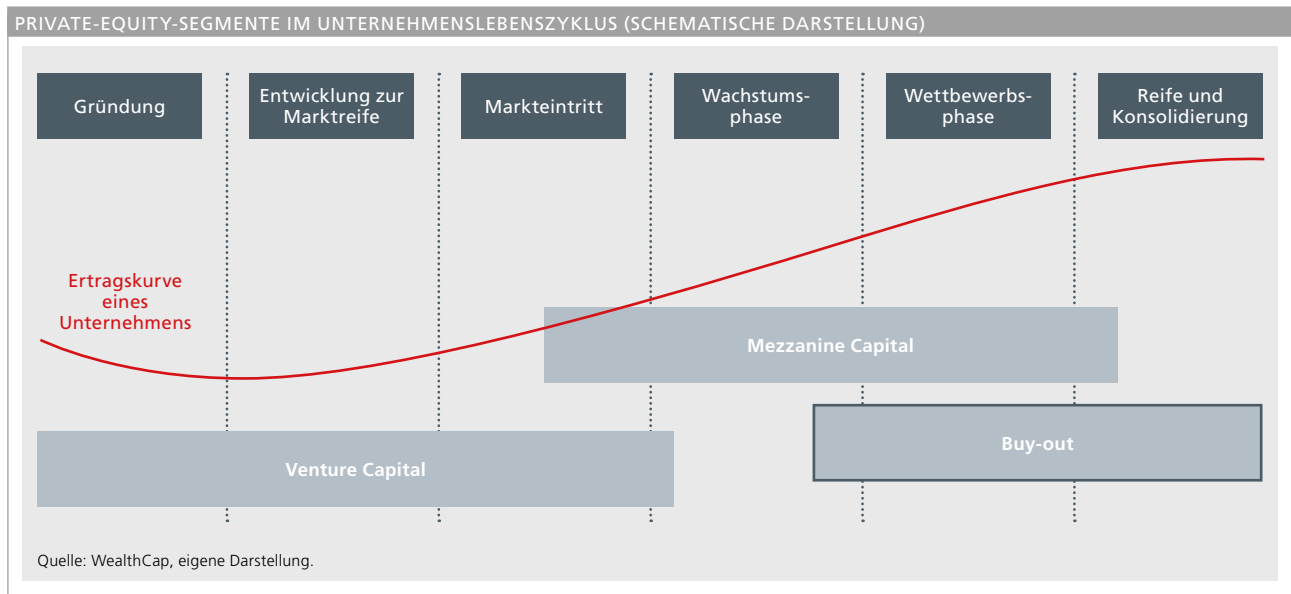 PRIVATE-EQUITY-SEGMENTE IM UNTERNEHMENSLEBENSZYKLUS (SCHEMATISCHE DARSTELLUNG)
Gründung
Entwicklung zur
Marktreife
Markteintritt
Wachstums-
phase
Wettbewerbs-
phase
Reife und
Konsolidierung
Ertragskurve
eines
Unternehmens
Mezzanine Capital
Buy-out
Venture Capital
Quelle: WealthCap, eigene Darstellung.